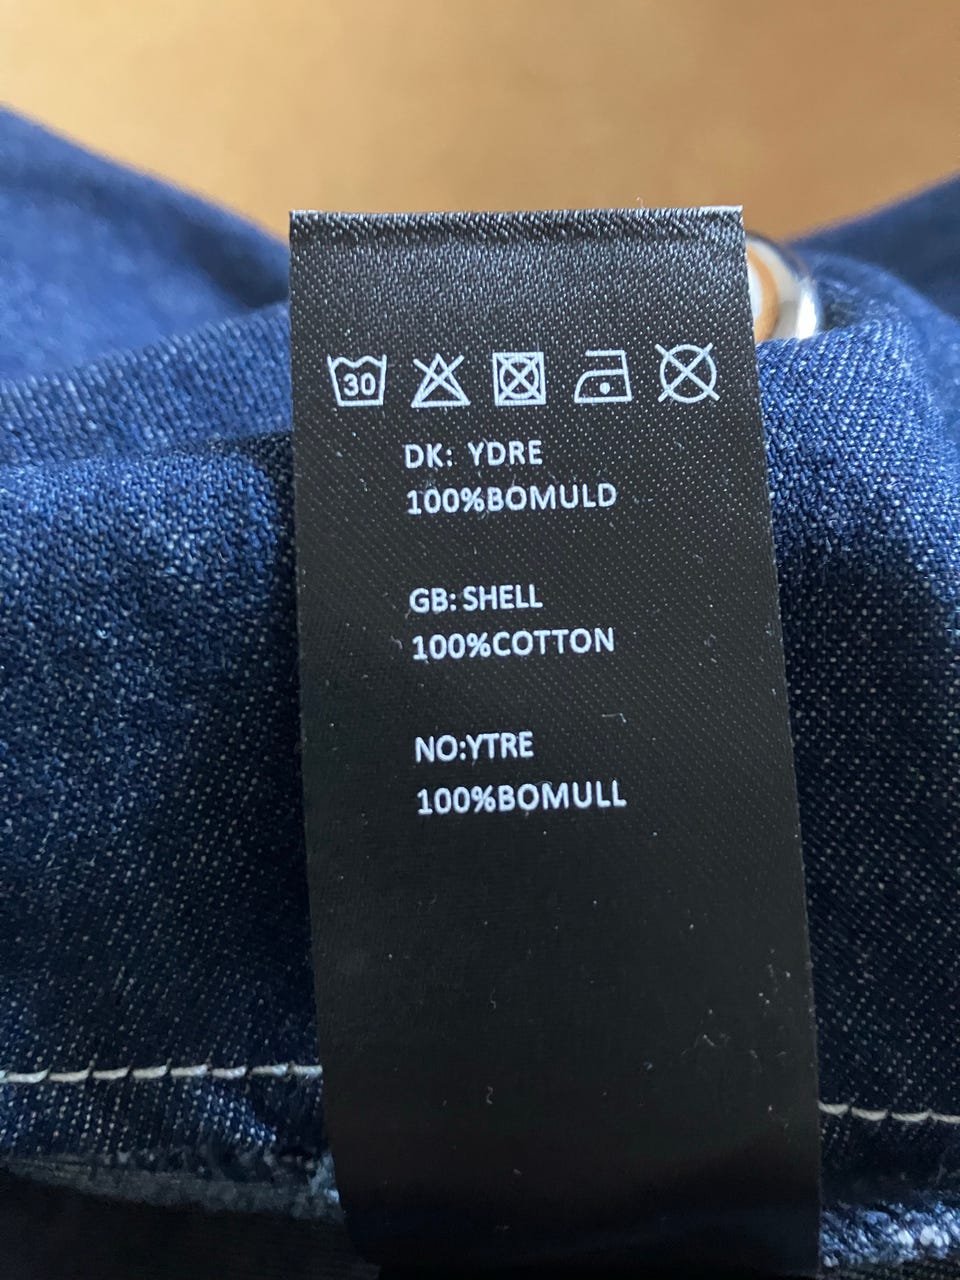 30
DK: YDRE
100%BOMULD
GB: SHELL
100%COTTON
NO:YTRE
100%BOMULL